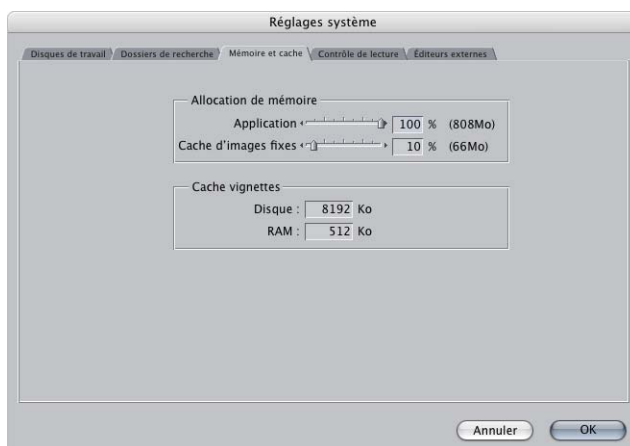 Réglages système
Disques de travail Dossiers de recherche Mémoire et cache Contrôle de lecture Éditeurs externes
Allocation de mémoire
Application 100 % (808Mo)
Cache d'images fixes 10 % (66Mo)
Cache vignettes
Disque : 8192 Ko
RAM : 512 Ko
Annuler OK